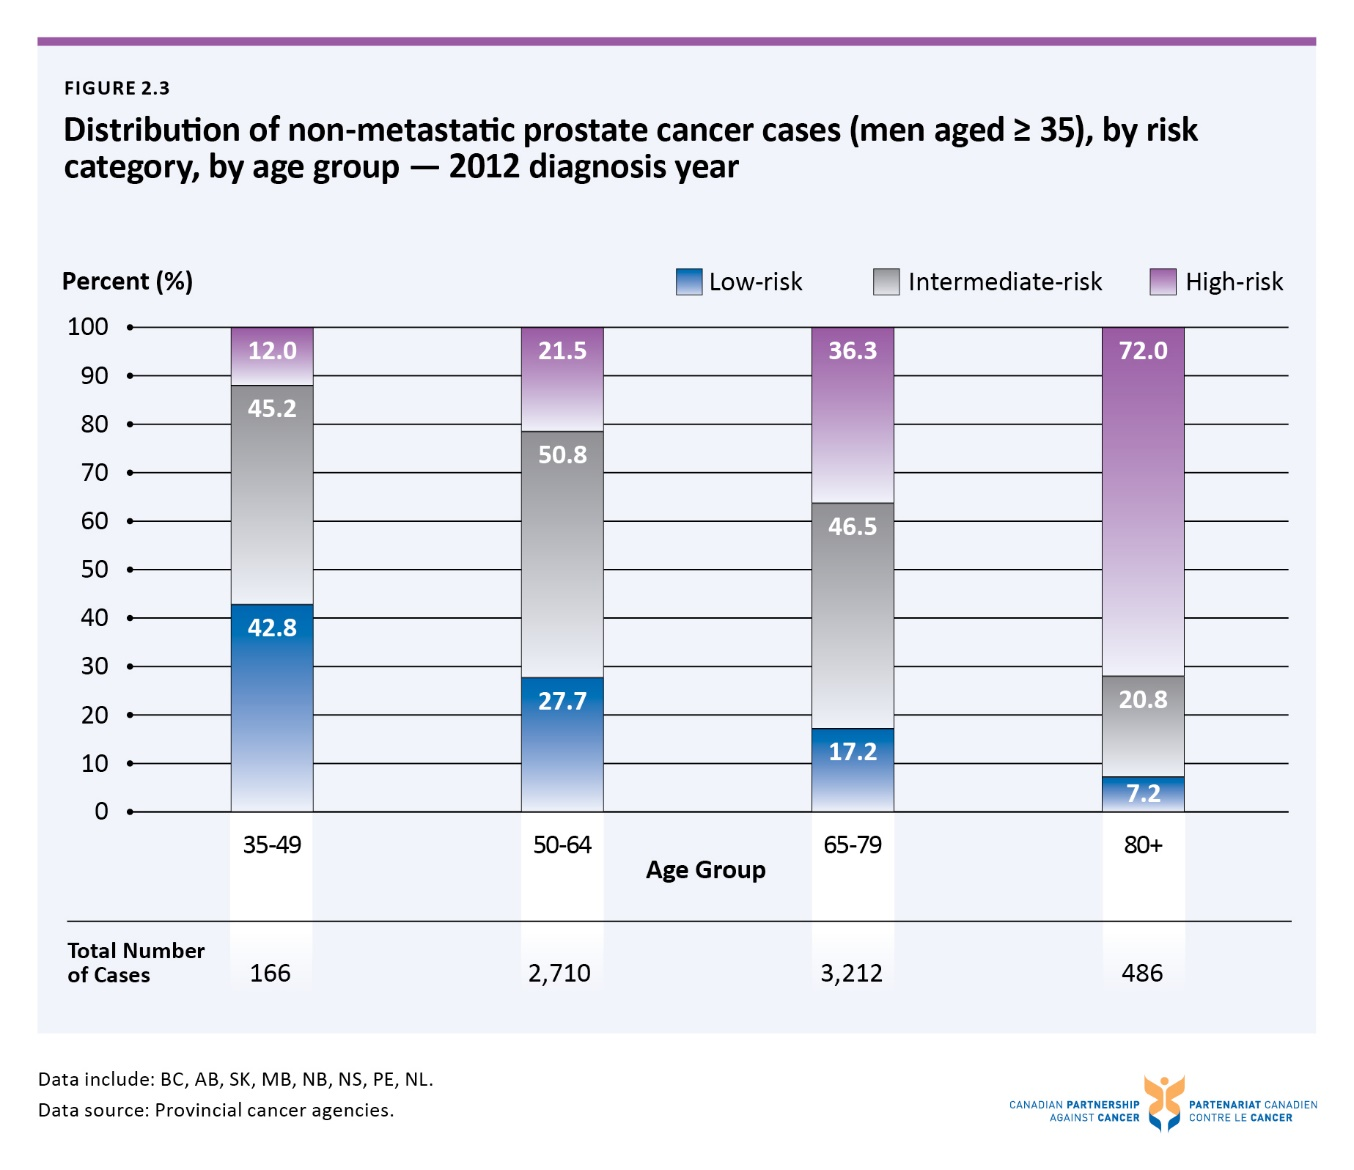 FIGURE 2.3
Distribution of non-metastatic prostate cancer cases (men aged ≥ 35), by risk
category, by age group — 2012 diagnosis year
Percent (%)
Low-risk
Intermediate-risk
High-risk
100
90
80
70
60
50
40
30
20
10
0
12.0
45.2
42.8
21.5
50.8
27.7
36.3
46.5
17.2
72.0
20.8
7.2
35-49
50-64
65-79
80+
Age Group
Total Number
of Cases
166
2,710
3,212
486
Data include: BC, AB, SK, MB, NB, NS, PE, NL.
Data source: Provincial cancer agencies.
CANADIAN PARTNERSHIP
AGAINST CANCER
PARTENARIAT CANADIEN
CONTRE LE CANCER